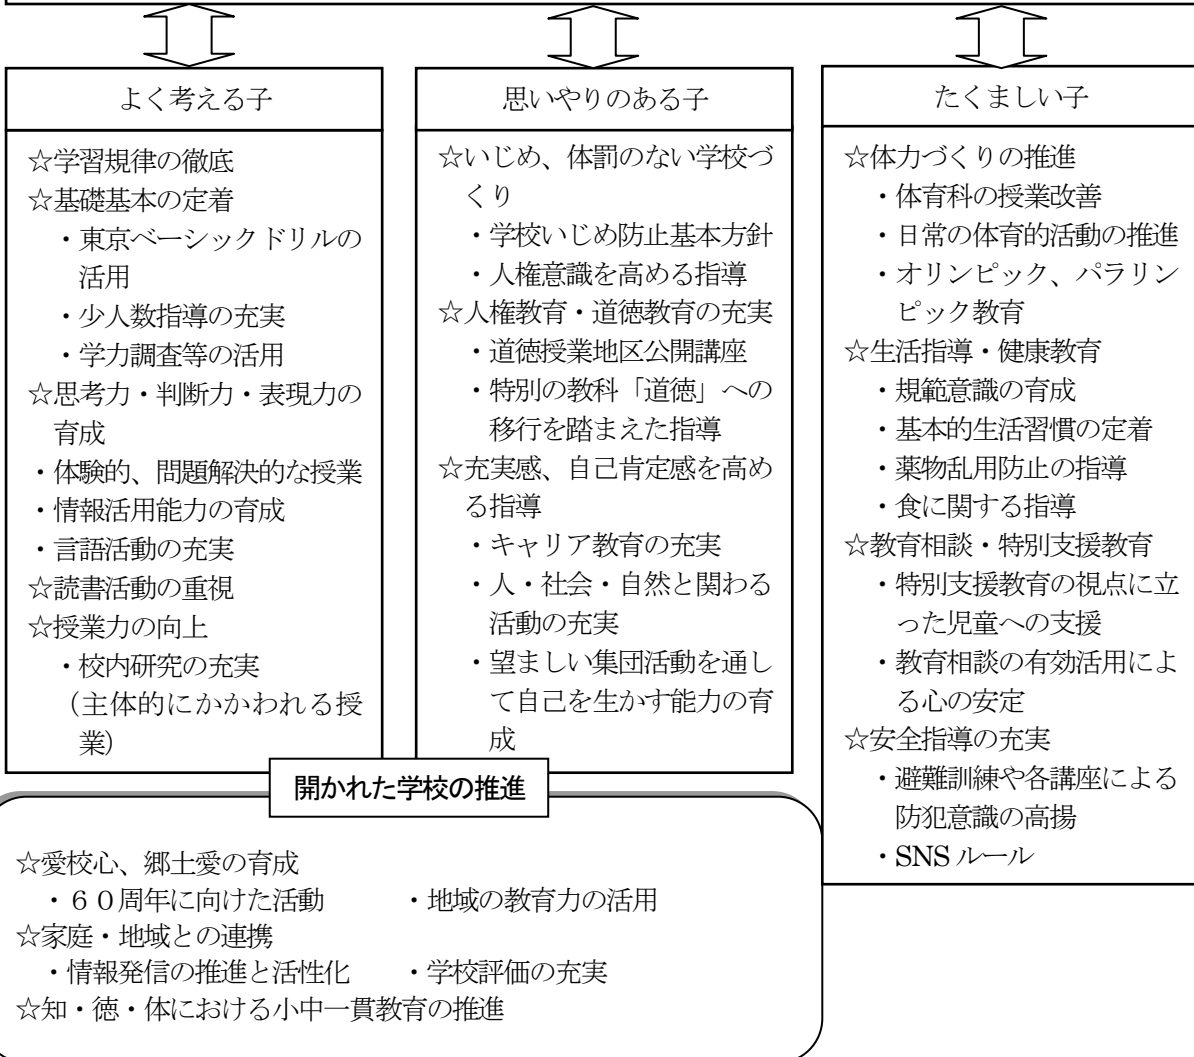 よく考える子
☆学習規律の徹底
☆基礎基本の定着
・東京ベーシックドリルの
活用
・少人数指導の充実
・学力調査等の活用
☆思考力・判断力・表現力の
育成
・体験的、問題解決的な授業
・情報活用能力の育成
・言語活動の充実
☆読書活動の重視
☆授業力の向上
・校内研究の充実
（主体的にかかわれる授
業）
思いやりのある子
☆いじめ、体罰のない学校づ
くり
・学校いじめ防止基本方針
・人権意識を高める指導
☆人権教育・道徳教育の充実
・道徳授業地区公開講座
・特別の教科「道徳」への
移行を踏まえた指導
☆充実感、自己肯定感を高め
る指導
・キャリア教育の充実
・人・社会・自然と関わる
活動の充実
・望ましい集団活動を通し
て自己を生かす能力の育
成
たくましい子
☆体力づくりの推進
・体育科の授業改善
・日常の体育的活動の推進
・オリンピック、パラリン
ピック教育
☆生活指導・健康教育
・規範意識の育成
・基本的生活習慣の定着
・薬物乱用防止の指導
・食に関する指導
☆教育相談・特別支援教育
・特別支援教育の視点に立
った児童への支援
・教育相談の有効活用によ
る心の安定
☆安全指導の充実
・避難訓練や各講座による
防犯意識の高揚
・SNS ルール
開かれた学校の推進
☆愛校心、郷土愛の育成
・６０周年に向けた活動　　・地域の教育力の活用
☆家庭・地域との連携
・情報発信の推進と活性化　　・学校評価の充実
☆知・徳・体における小中一貫教育の推進